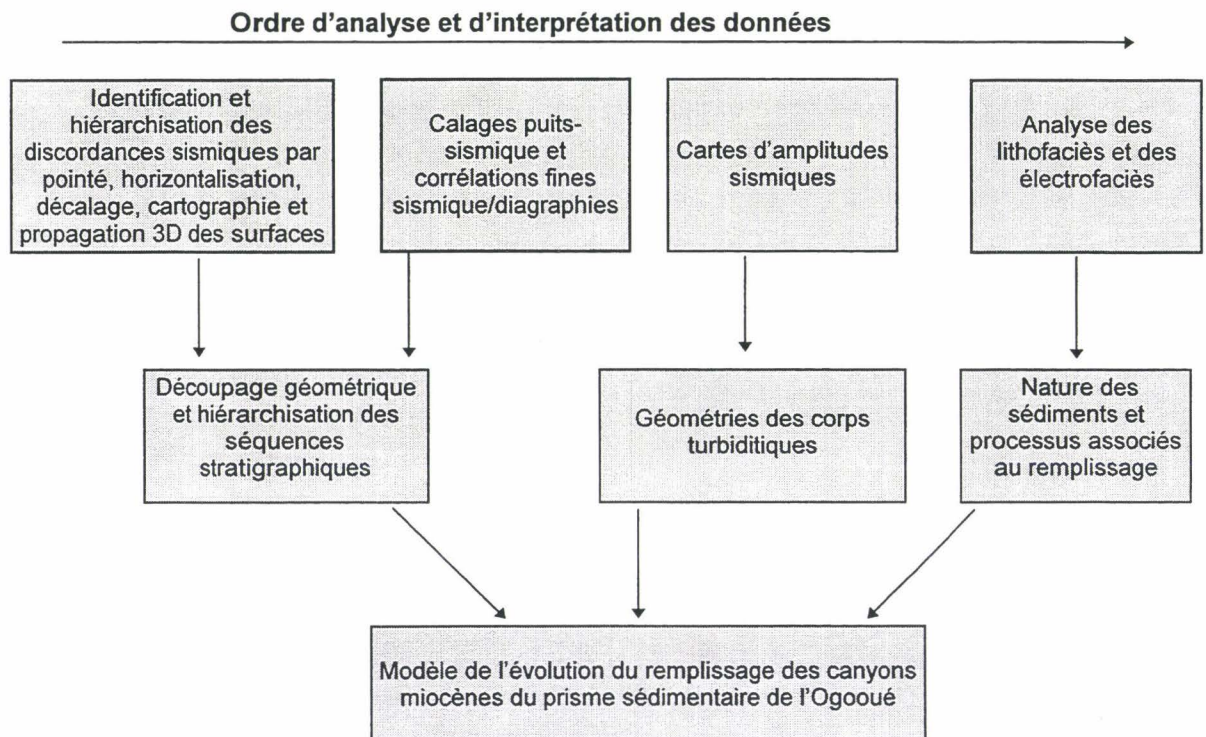 Ordre d'analyse et d'interprétation des données
Identification et
hiérarchisation des
discordances sismiques par
pointé, horizontalisation,
décalage, cartographie et
propagation 3D des surfaces
Calages puits-
sismique et
corrélations fines
sismique/diagraphies
Cartes d'amplitudes
sismiques
Analyse des
lithofaciès et des
électrofaciès
Découpage géométrique
et hiérarchisation des
séquences
stratigraphiques
Géométries des corps
turbiditiques
Nature des
sédiments et
processus associés
au remplissage
Modèle de l'évolution du remplissage des canyons
miocènes du prisme sédimentaire de l'Ogooué